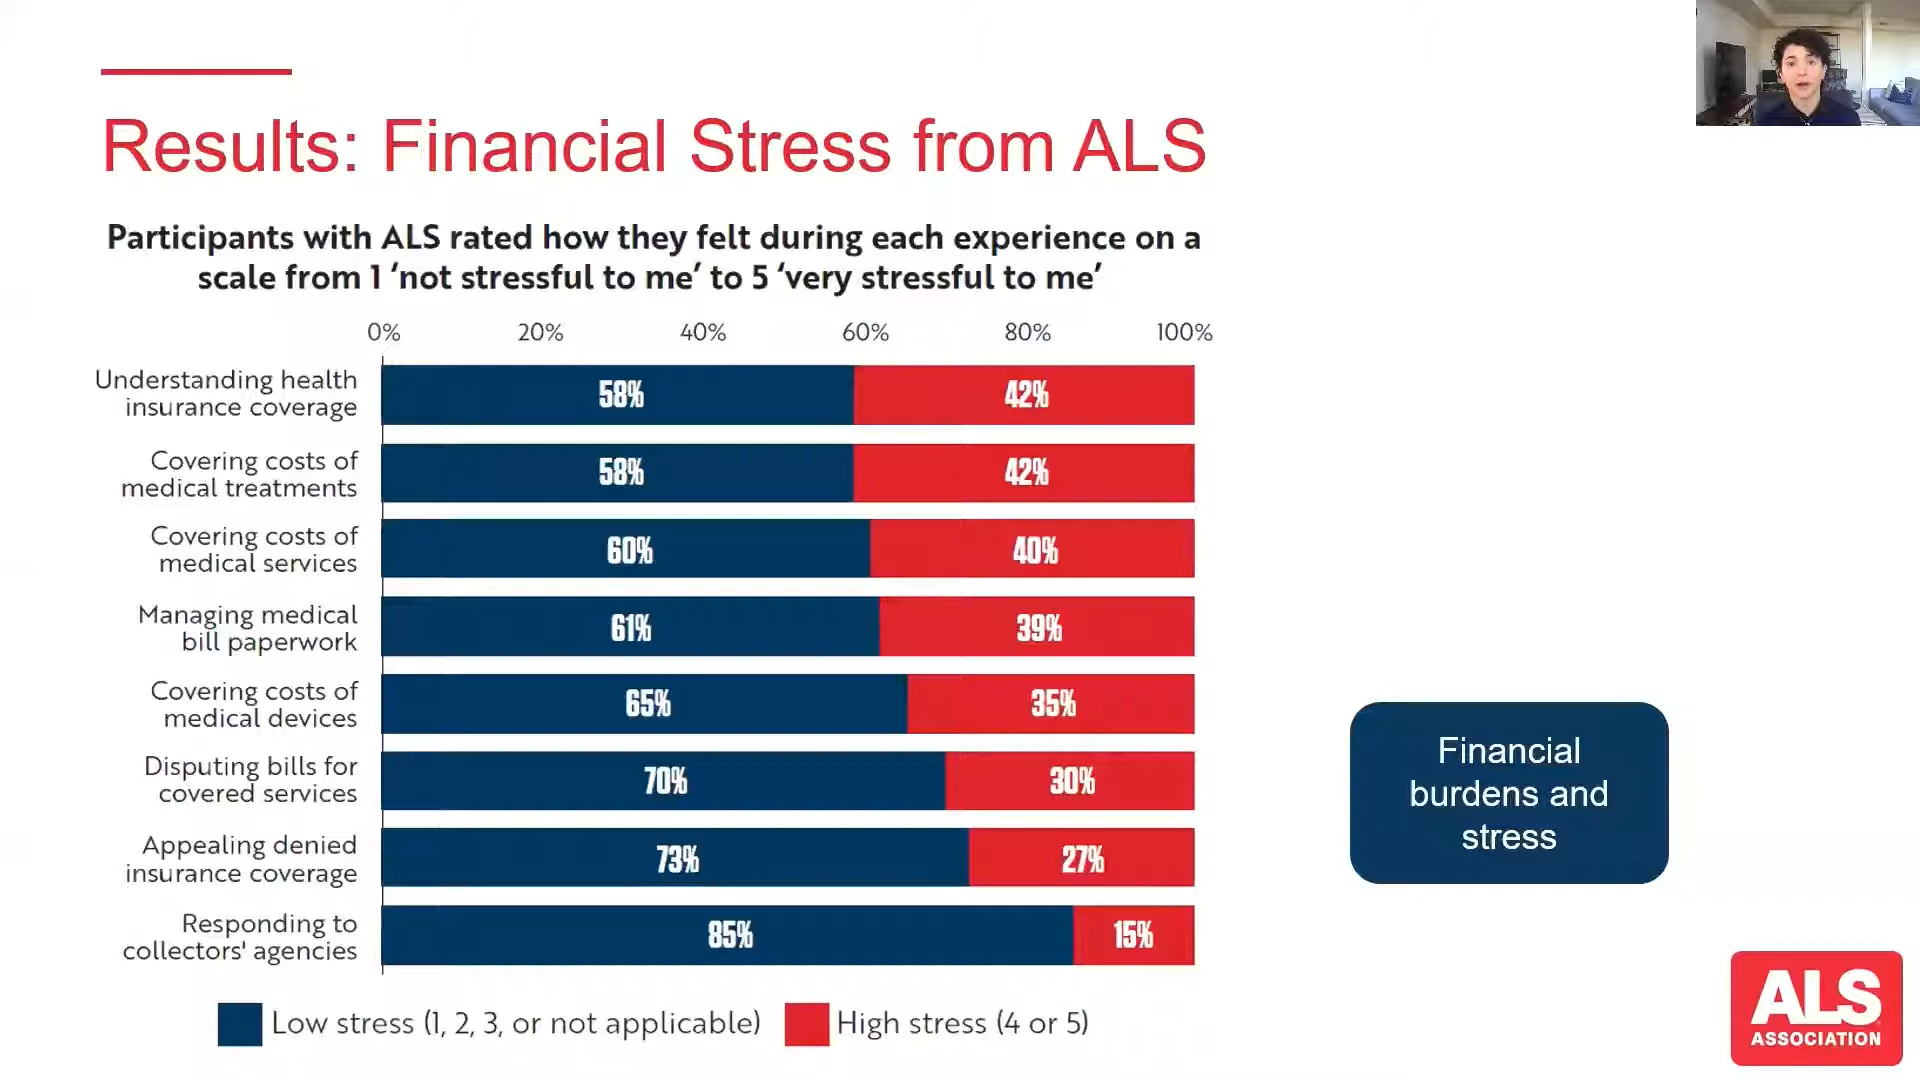 Results: Financial Stress from ALS
Participants with ALS rated how they felt during each experience on a
scale from 1 ‘not stressful to me’ to 5 ‘very stressful to me’
0% 20% 40% 60% 80% 100%
Understanding health
insurance coverage
58% 42%
Covering costs of
medical treatments
58% 42%
Covering costs of
medical services
60% 40%
Managing medical
bill paperwork
61% 39%
Covering costs of
medical devices
65% 35%
Disputing bills for
covered services
70% 30%
Appealing denied
insurance coverage
73% 27%
Responding to
collectors' agencies
85% 15%
Low stress (1, 2, 3, or not applicable) High stress (4 or 5)
Financial
burdens and
stress
ALS
ASSOCIATION